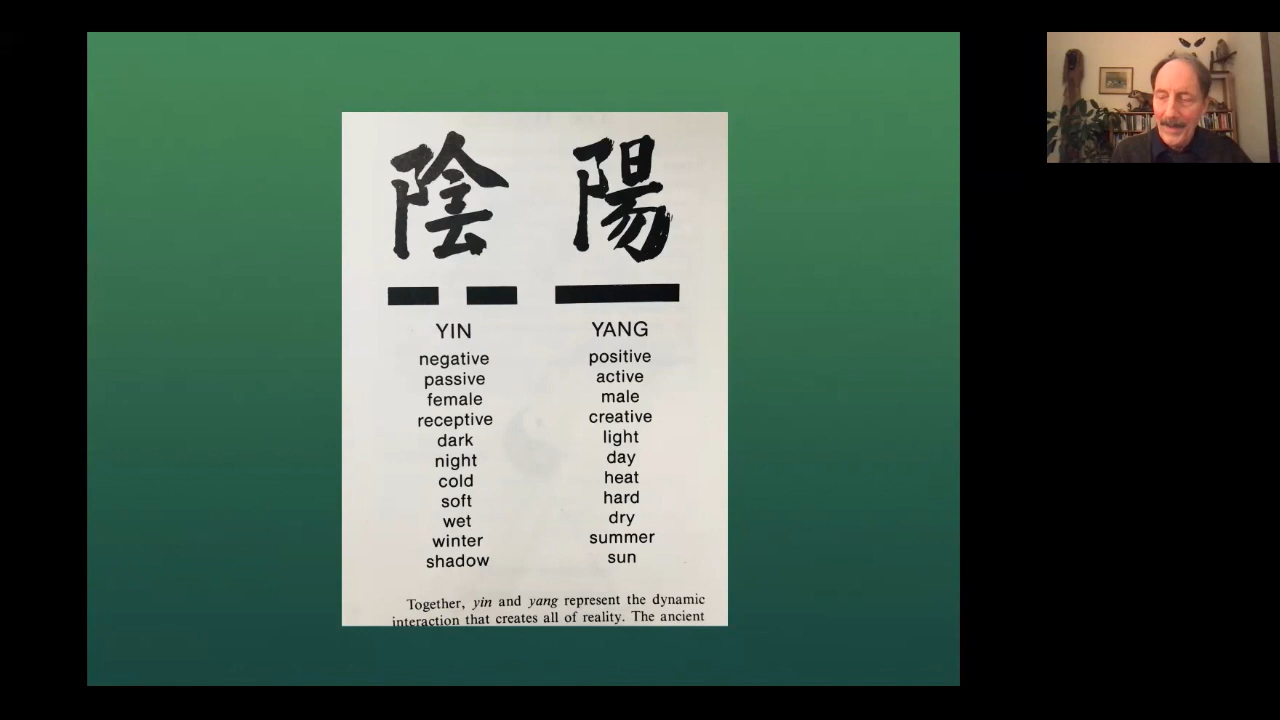 陰 陽
YIN YANG
negative positive
passive active
female male
receptive creative
dark light
night day
cold heat
soft hard
wet dry
winter summer
shadow sun
Together, yin and yang represent the dynamic
interaction that creates all of reality. The ancient